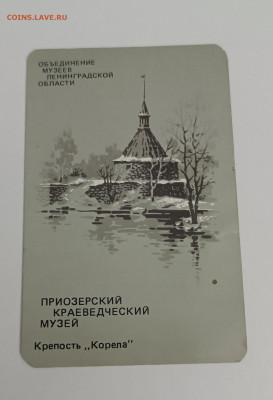 COINS.LAVE.RU
ОБЪЕДИНЕНИЕ
МУЗЕЕВ
ЛЕНИНГРАДСКОЙ
ОБЛАСТИ
ПРИОЗЕРСКИЙ
КРАЕВЕДЧЕСКИЙ
МУЗЕЙ
Крепость „Корела"